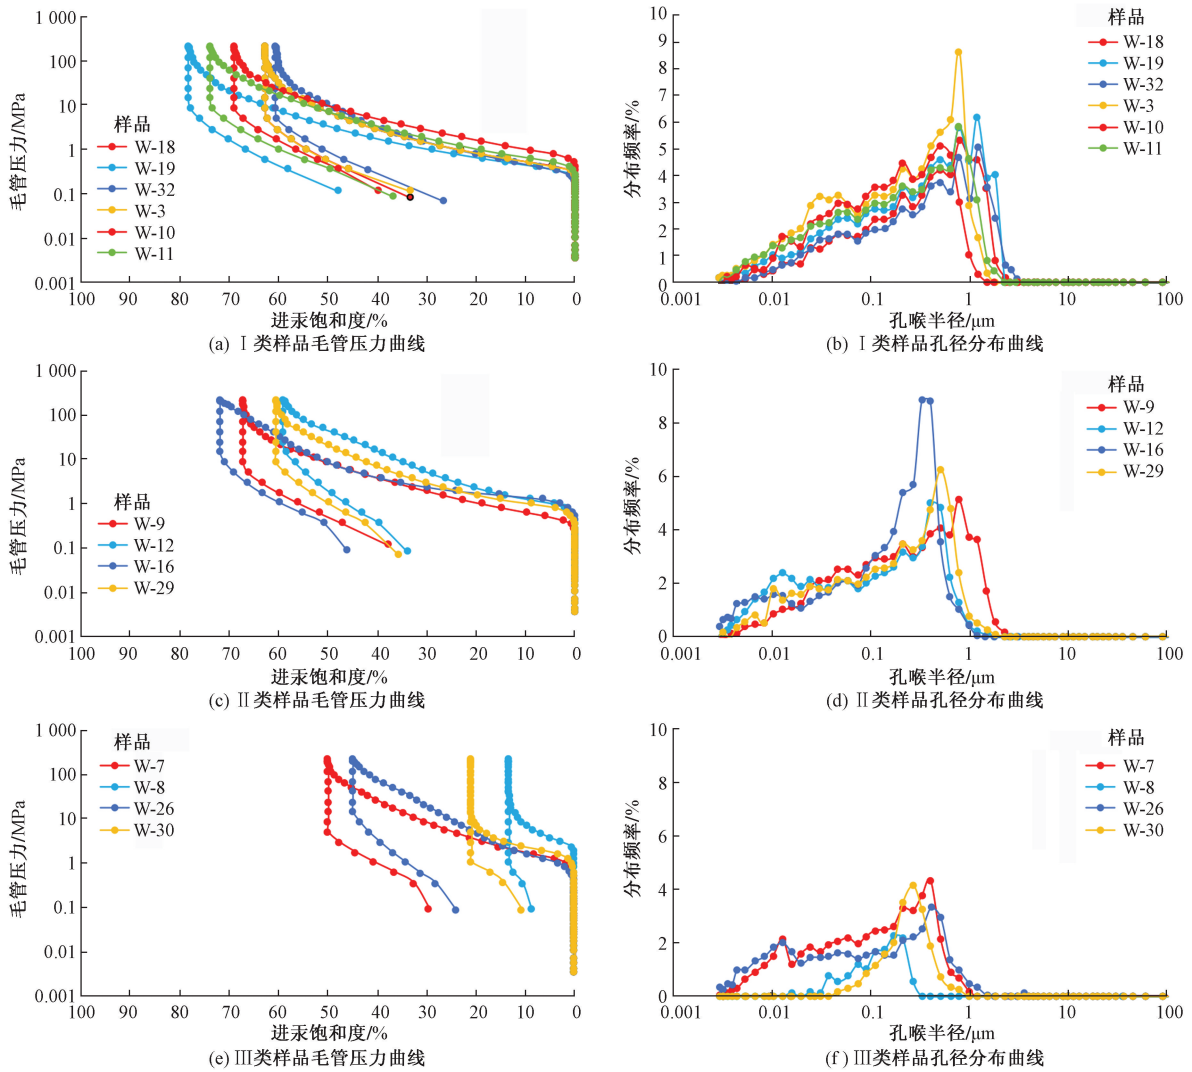 1 000
100
10
1
0.1
0.01
0.001
毛管压力/MPa
样品
W-18
W-19
W-32
W-3
W-10
W-11
100 90 80 70 60 50 40 30 20 10 0
进汞饱和度/%
(a) Ⅰ类样品毛管压力曲线
10
9
8
7
6
5
4
3
2
1
0
分布频率/%
样品
W-18
W-19
W-32
W-3
W-10
W-11
0.001 0.01 0.1 1 10 100
孔喉半径/μm
(b) Ⅰ类样品孔径分布曲线
1 000
100
10
1
0.1
0.01
0.001
毛管压力/MPa
样品
W-9
W-12
W-16
W-29
100 90 80 70 60 50 40 30 20 10 0
进汞饱和度/%
(c) Ⅱ类样品毛管压力曲线
10
8
6
4
2
0
分布频率/%
样品
W-9
W-12
W-16
W-29
0.001 0.01 0.1 1 10 100
孔喉半径/μm
(d) Ⅱ类样品孔径分布曲线
1 000
100
10
1
0.1
0.01
0.001
毛管压力/MPa
样品
W-7
W-8
W-26
W-30
100 90 80 70 60 50 40 30 20 10 0
进汞饱和度/%
(e) Ⅲ类样品毛管压力曲线
10
8
6
4
2
0
分布频率/%
样品
W-7
W-8
W-26
W-30
0.001 0.01 0.1 1 10 100
孔喉半径/μm
(f) Ⅲ类样品孔径分布曲线